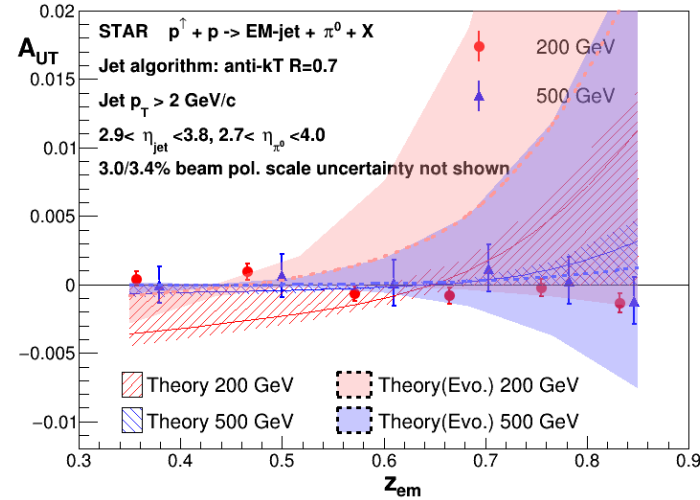 0.02
A_UT
STAR p↑ + p -> EM-jet + π⁰ + X
200 GeV
0.015
Jet algorithm: anti-kT R=0.7
Jet p_T > 2 GeV/c
500 GeV
0.01
2.9< η_jet <3.8, 2.7< η_π⁰ <4.0
3.0/3.4% beam pol. scale uncertainty not shown
0.005
0
−0.005
Theory 200 GeV
Theory(Evo.) 200 GeV
−0.01
Theory 500 GeV
Theory(Evo.) 500 GeV
0.3 0.4 0.5 0.6 0.7 0.8 0.9
z_em